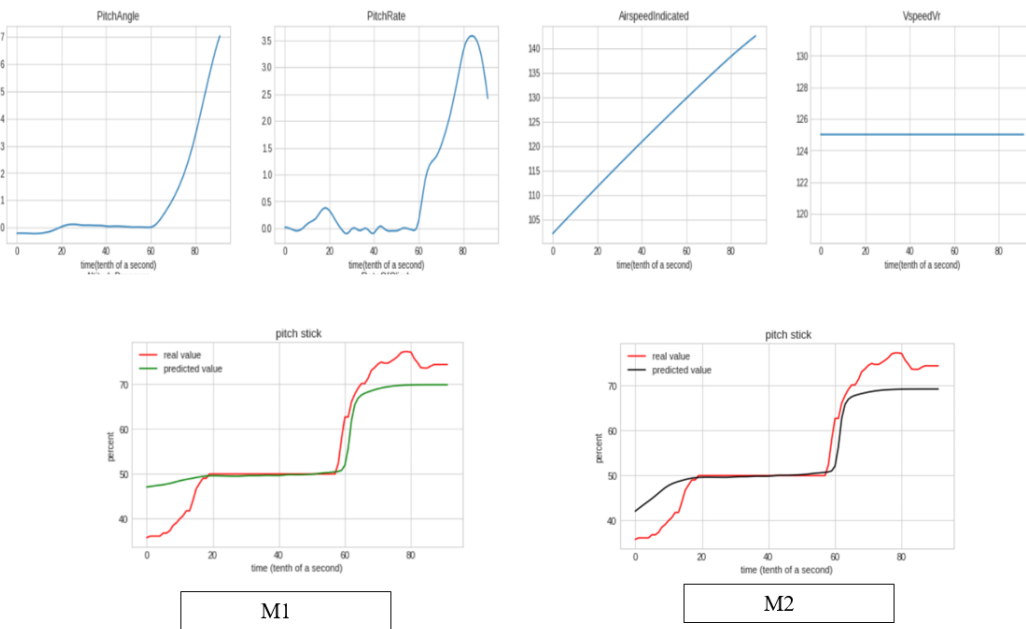 PitchAngle
7
6
5
4
3
2
1
0
0 20 40 60 80
time(tenth of a second)
PitchRate
3.5
3.0
2.5
2.0
1.5
1.0
0.5
0.0
0 20 40 60 80
time(tenth of a second)
AirspeedIndicated
140
135
130
125
120
115
110
105
0 20 40 60 80
time(tenth of a second)
VspeedVr
130
128
126
124
122
120
0 20 40 60 80
time(tenth of a second)
pitch stick
real value
predicted value
percent
70
60
50
40
0 20 40 60 80
time (tenth of a second)
M1
pitch stick
real value
predicted value
percent
70
60
50
40
0 20 40 60 80
time (tenth of a second)
M2